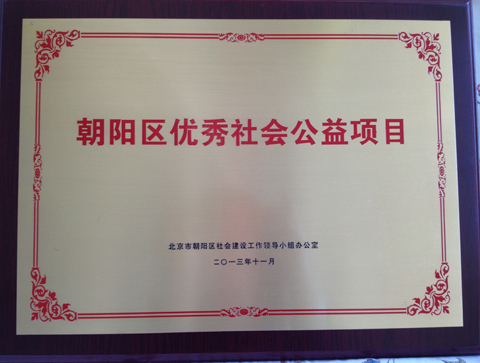 朝阳区优秀社会公益项目
北京市朝阳区社会建设工作领导小组办公室
二〇一三年十一月